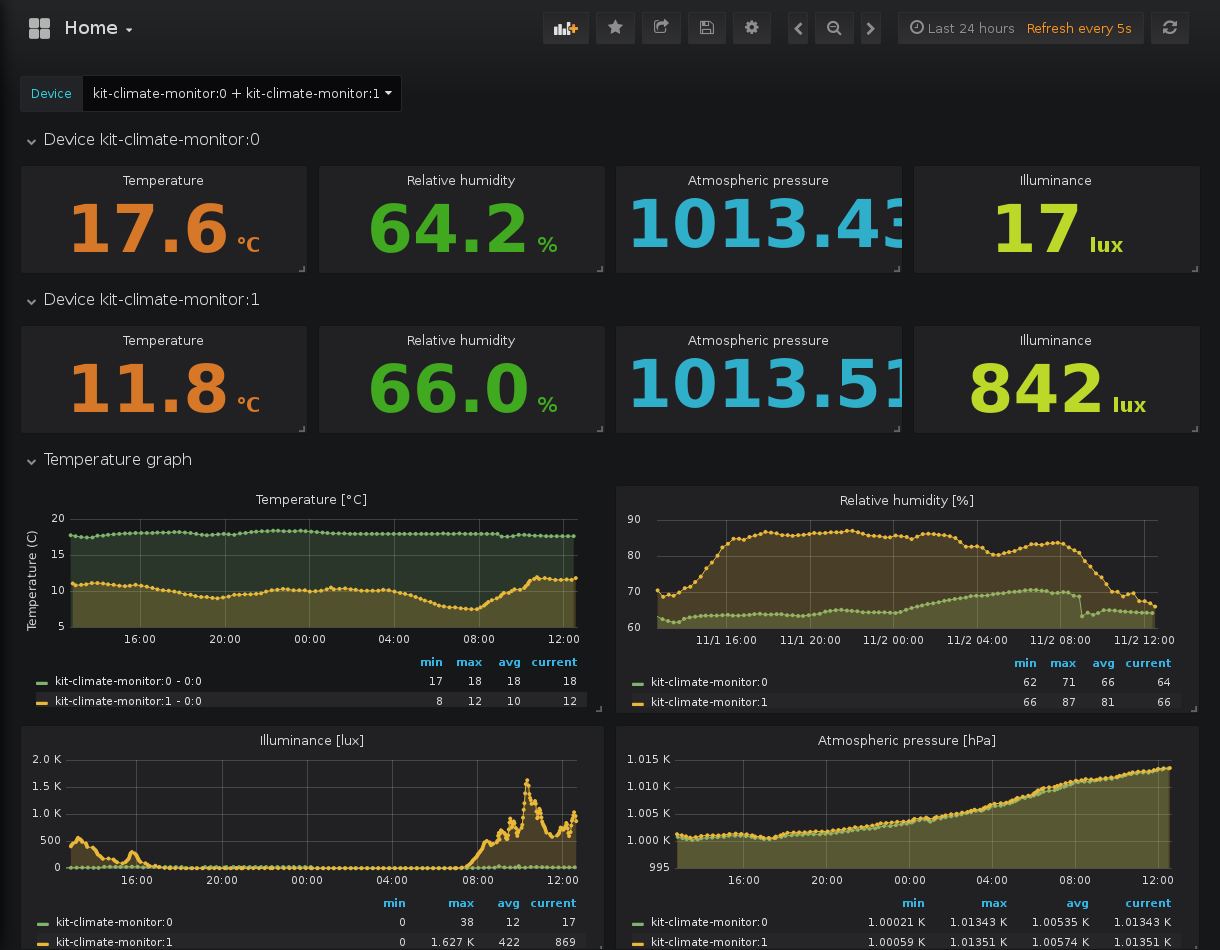 Home
Last 24 hours Refresh every 5s
Device kit-climate-monitor:0 + kit-climate-monitor:1
Device kit-climate-monitor:0
Temperature Relative humidity Atmospheric pressure Illuminance
17.6 °C 64.2 % 1013.43 17 lux
Device kit-climate-monitor:1
Temperature Relative humidity Atmospheric pressure Illuminance
11.8 °C 66.0 % 1013.51 842 lux
Temperature graph
Temperature [°C]
Temperature (C)
20
15
10
5
16:00 20:00 00:00 04:00 08:00 12:00
min max avg current
kit-climate-monitor:0 - 0:0 17 18 18 18
kit-climate-monitor:1 - 0:0 8 12 10 12
Relative humidity [%]
90
80
70
60
11/1 16:00 11/1 20:00 11/2 00:00 11/2 04:00 11/2 08:00 11/2 12:00
min max avg current
kit-climate-monitor:0 62 71 66 64
kit-climate-monitor:1 66 87 81 66
Illuminance [lux]
2.0 K
1.5 K
1.0 K
500
0
16:00 20:00 00:00 04:00 08:00 12:00
min max avg current
kit-climate-monitor:0 0 38 12 17
kit-climate-monitor:1 0 1.627 K 422 869
Atmospheric pressure [hPa]
1.015 K
1.010 K
1.005 K
1.000 K
995
16:00 20:00 00:00 04:00 08:00 12:00
min max avg current
kit-climate-monitor:0 1.00021 K 1.01343 K 1.00535 K 1.01343 K
kit-climate-monitor:1 1.00059 K 1.01351 K 1.00574 K 1.01351 K